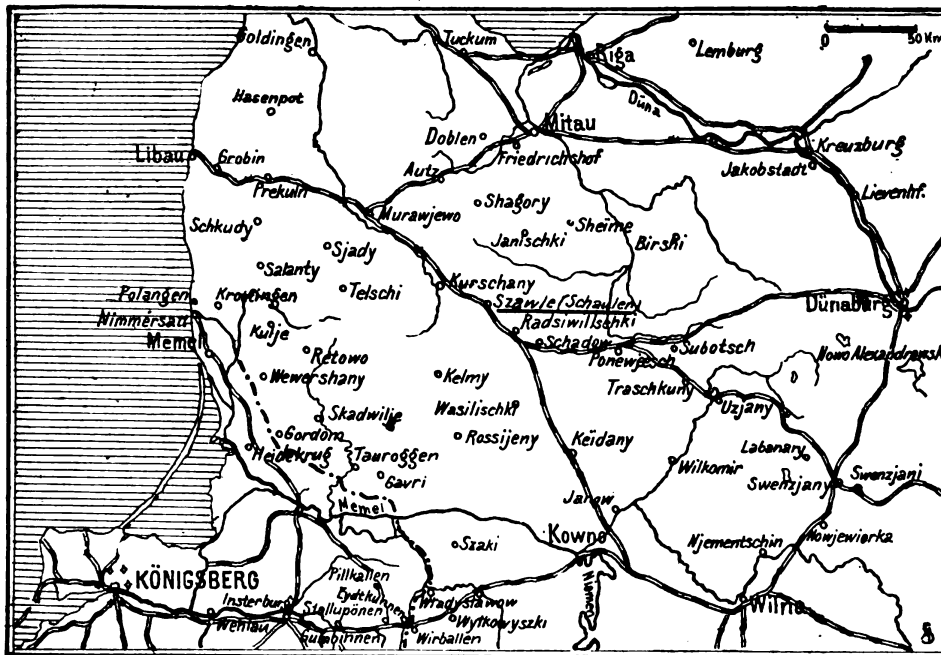 Goldingen
Tuckum
Riga
Lemburg
0 50 Km
Hasenpot
Düna
Doblen
Mitau
Friedrichshof
Kreuzburg
Libau
Grobin
Autz
Jakobstadt
Prekuln
Lievenhf.
Murawjewo
Shagory
Schkudy
Janischki
Sheime
Birshi
Sjady
Salanty
Kurschany
Polangen
Telschi
Szawle (Schaulen)
Dünaburg
Nimmersatt
Radsiwilischki
Memel
Kulje
Schadow
Ponewjesch
Subotsch
Nowo Alexandrowsk
Retowo
Wewershany
Kelmy
Traschkuny
Uzjany
Skadwilje
Wasilischki
Gordom
Rossijeny
Keidany
Labanary
Heidekrug
Tauroggen
Wilkomir
Swenzjany
Swenzjani
Gavri
Memel
Janow
Szaki
Kowno
Njementschin
Nowjewierka
KÖNIGSBERG
Pillkallen
Eydtkuhnen
Wladyslawow
Njemen
Insterburg
Stallupönen
Wylkowyszki
Wilna
Wehlau
Gumbinnen
Wirballen